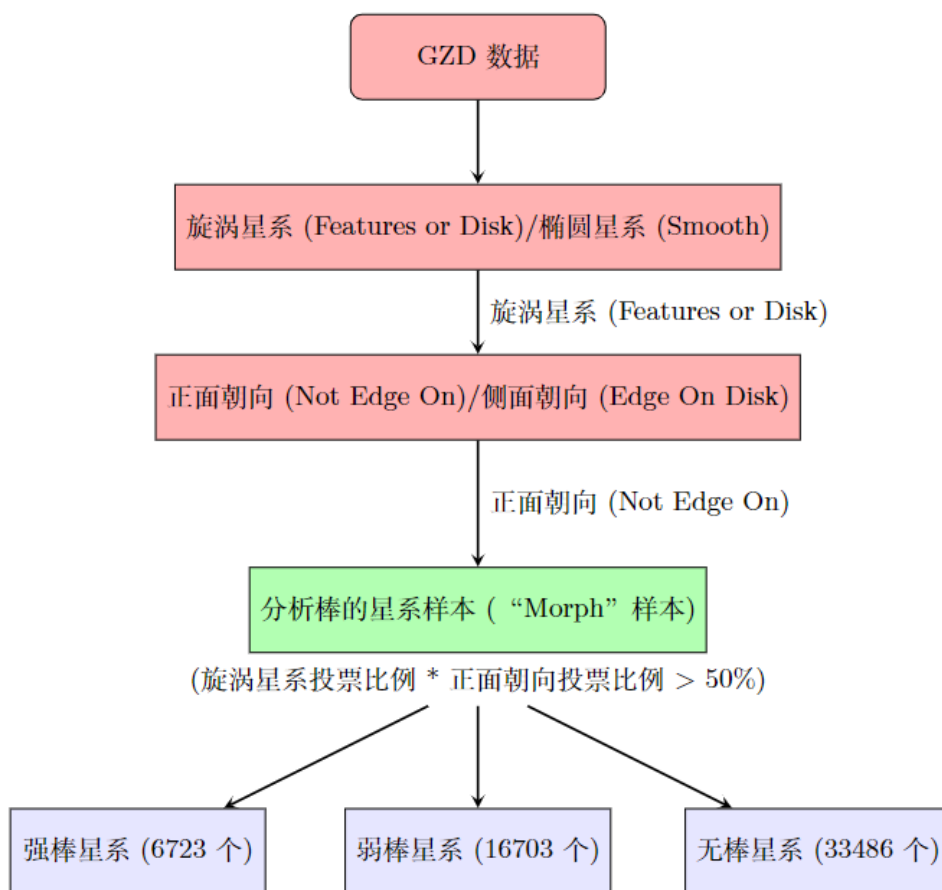 GZD 数据
旋涡星系 (Features or Disk)/椭圆星系 (Smooth)
旋涡星系 (Features or Disk)
正面朝向 (Not Edge On)/侧面朝向 (Edge On Disk)
正面朝向 (Not Edge On)
分析棒的星系样本 ( “Morph” 样本)
(旋涡星系投票比例 * 正面朝向投票比例 > 50%)
强棒星系 (6723 个)
弱棒星系 (16703 个)
无棒星系 (33486 个)